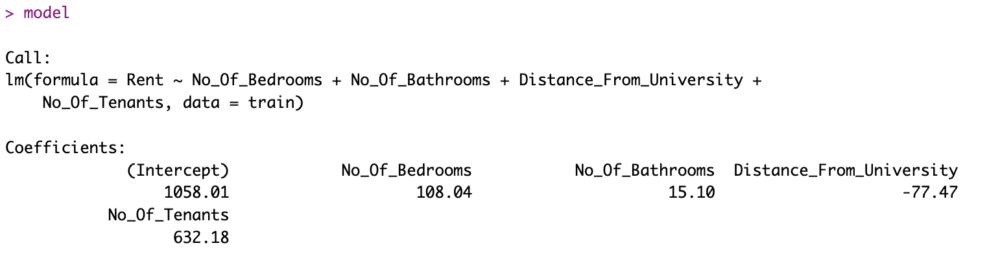 > model
Call:
lm(formula = Rent ~ No_Of_Bedrooms + No_Of_Bathrooms + Distance_From_University +
    No_Of_Tenants, data = train)
Coefficients:
             (Intercept)            No_Of_Bedrooms           No_Of_Bathrooms  Distance_From_University
                 1058.01                    108.04                     15.10                    -77.47
           No_Of_Tenants
                  632.18